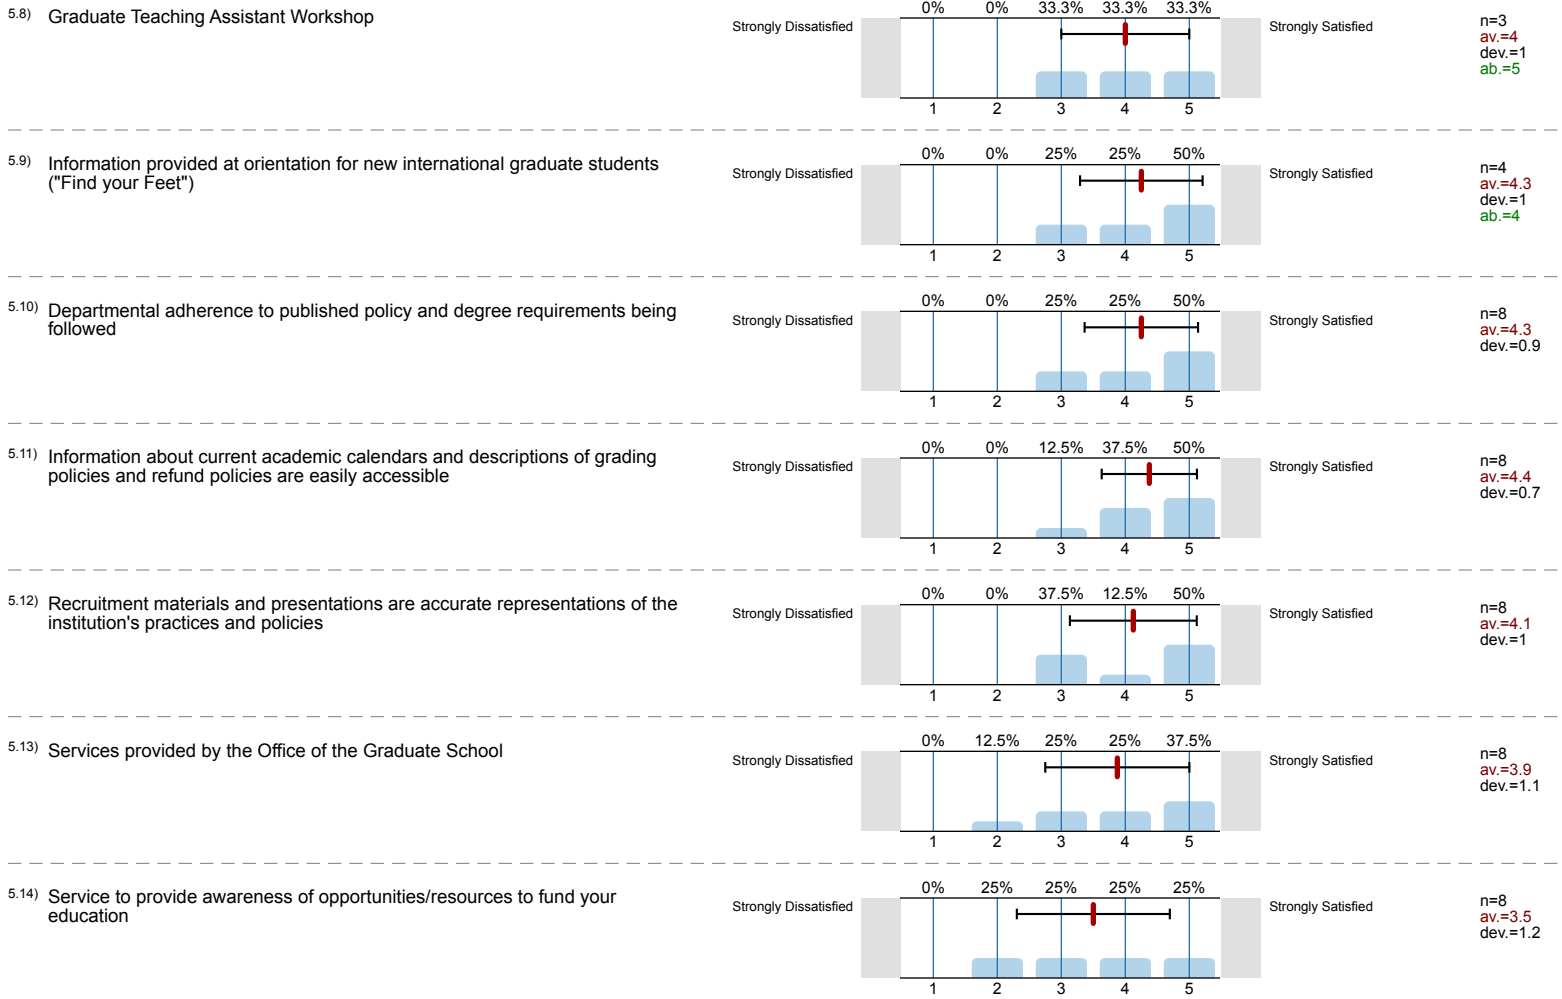 5.8) Graduate Teaching Assistant Workshop
Strongly Dissatisfied
0% 0% 33.3% 33.3% 33.3%
1 2 3 4 5
Strongly Satisfied
n=3
av.=4
dev.=1
ab.=5
5.9) Information provided at orientation for new international graduate students
("Find your Feet")
Strongly Dissatisfied
0% 0% 25% 25% 50%
1 2 3 4 5
Strongly Satisfied
n=4
av.=4.3
dev.=1
ab.=4
5.10) Departmental adherence to published policy and degree requirements being
followed
Strongly Dissatisfied
0% 0% 25% 25% 50%
1 2 3 4 5
Strongly Satisfied
n=8
av.=4.3
dev.=0.9
5.11) Information about current academic calendars and descriptions of grading
policies and refund policies are easily accessible
Strongly Dissatisfied
0% 0% 12.5% 37.5% 50%
1 2 3 4 5
Strongly Satisfied
n=8
av.=4.4
dev.=0.7
5.12) Recruitment materials and presentations are accurate representations of the
institution's practices and policies
Strongly Dissatisfied
0% 0% 37.5% 12.5% 50%
1 2 3 4 5
Strongly Satisfied
n=8
av.=4.1
dev.=1
5.13) Services provided by the Office of the Graduate School
Strongly Dissatisfied
0% 12.5% 25% 25% 37.5%
1 2 3 4 5
Strongly Satisfied
n=8
av.=3.9
dev.=1.1
5.14) Service to provide awareness of opportunities/resources to fund your
education
Strongly Dissatisfied
0% 25% 25% 25% 25%
1 2 3 4 5
Strongly Satisfied
n=8
av.=3.5
dev.=1.2